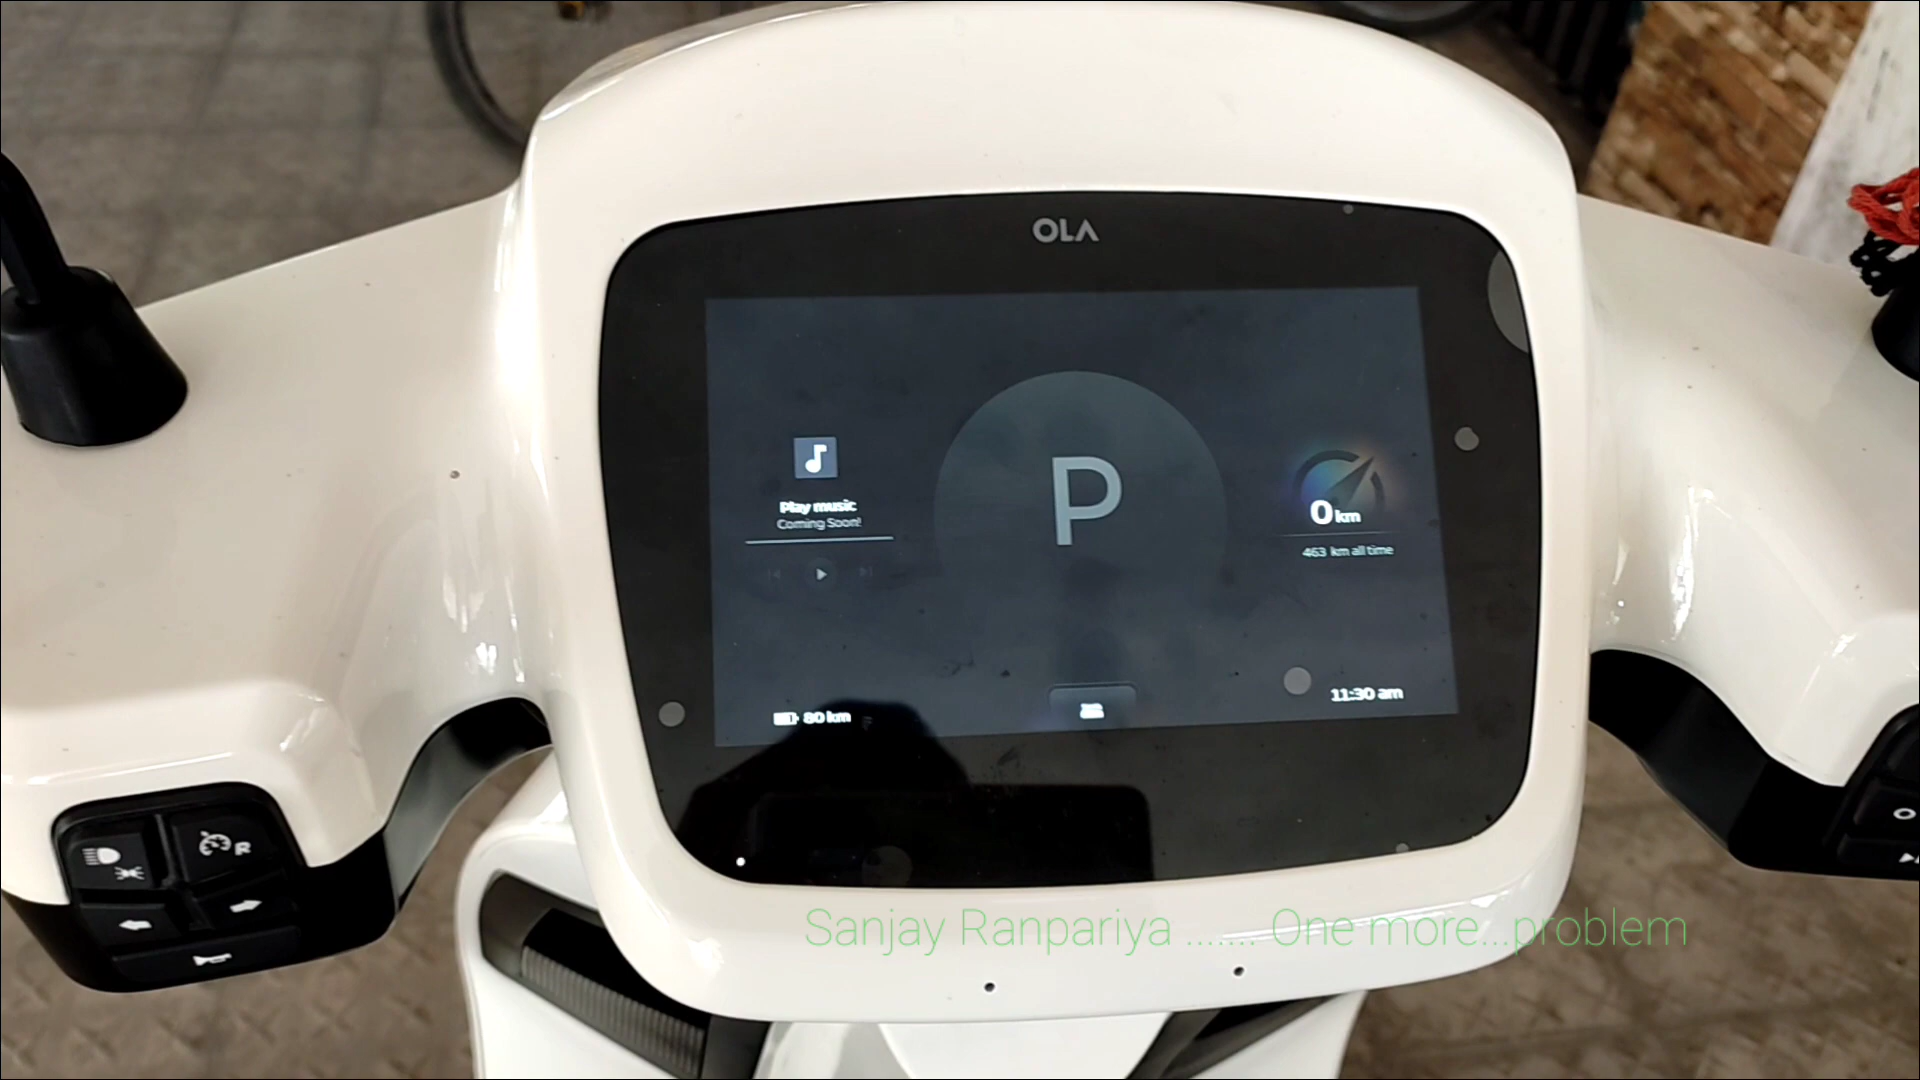 OLA
Play music
Coming Soon!
P
0 km
463 km all time
80 km
11:30 am
R
Sanjay Ranpariya ....... One more...problem